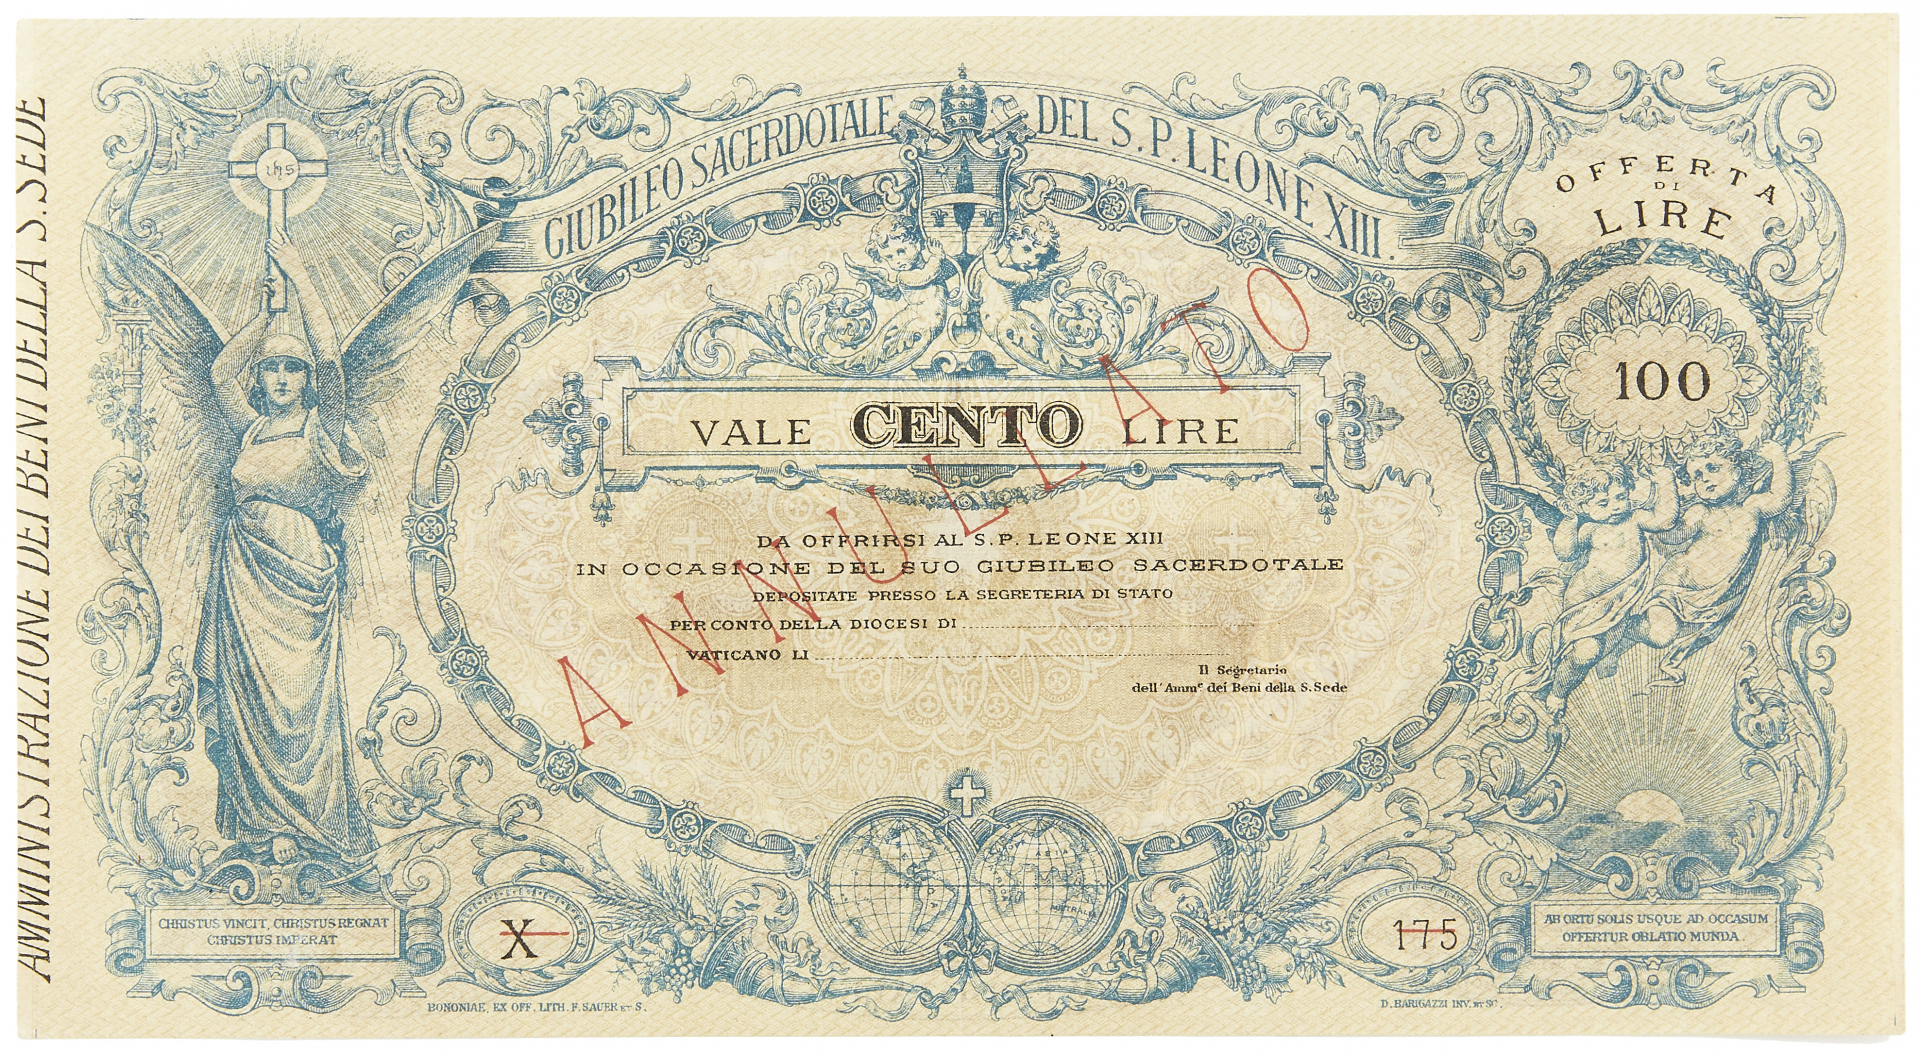 AMMINISTRAZIONE DEI BENI DELLA S. SEDE
GIUBILEO SACERDOTALE DEL S. P. LEONE XIII.
OFFERTA
DI
LIRE
100
IHS
VALE CENTO LIRE
ANNULLATO
DA OFFRIRSI AL S. P. LEONE XIII
IN OCCASIONE DEL SUO GIUBILEO SACERDOTALE
DEPOSITATE PRESSO LA SEGRETERIA DI STATO
PER CONTO DELLA DIOCESI DI
VATICANO LI
Il Segretario
dell'Amm.e dei Beni della S. Sede
CHRISTUS VINCIT, CHRISTUS REGNAT
CHRISTUS IMPERAT
X
175
AB ORTU SOLIS USQUE AD OCCASUM
OFFERTUR OBLATIO MUNDA.
BONONIAE, EX OFF. LITH. F. SAUER ET S.
D. BARIGAZZI INV. ET SC.